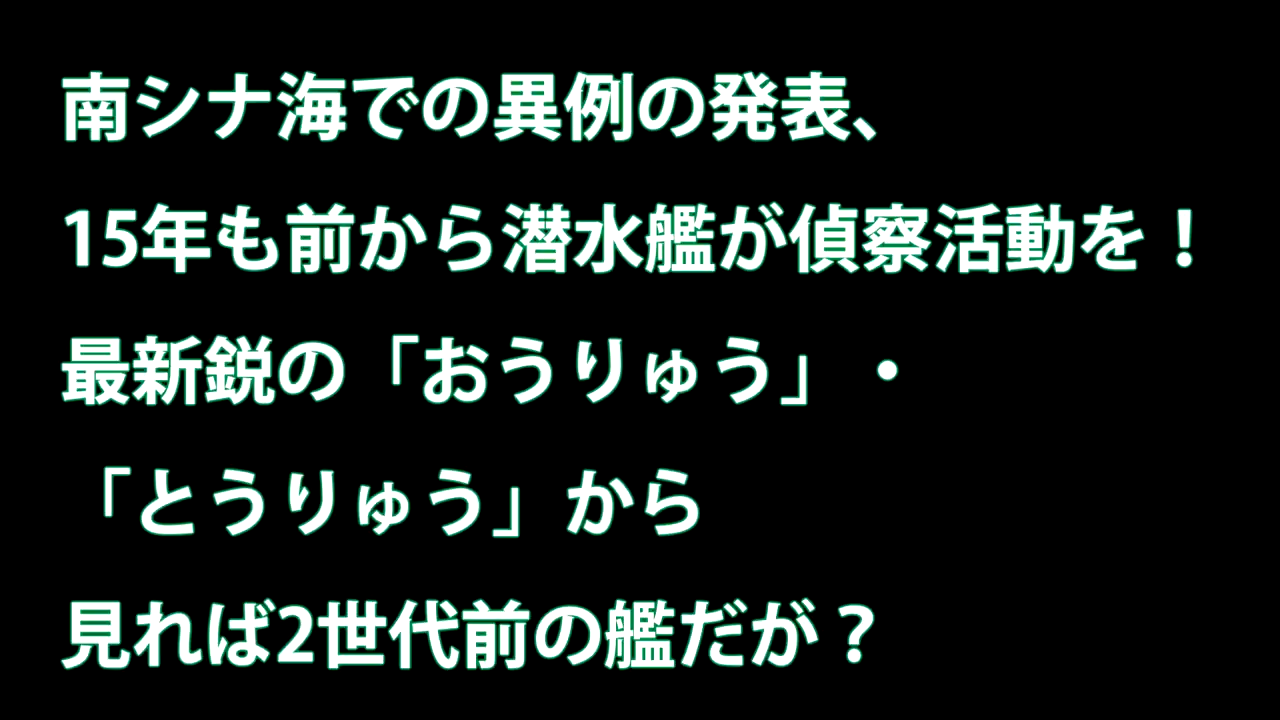 南シナ海での異例の発表、
15年も前から潜水艦が偵察活動を！
最新鋭の「おうりゅう」・
「とうりゅう」から
見れば2世代前の艦だが？